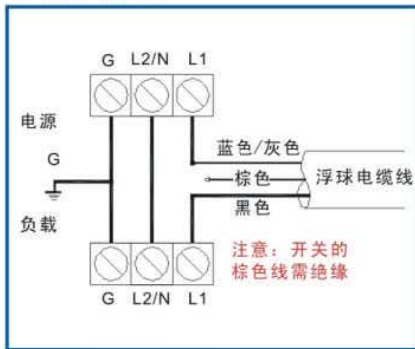 G L2/N L1
电源
蓝色/灰色
G
棕色
浮球电缆线
黑色
负载
注意：开关的
棕色线需绝缘
G L2/N L1